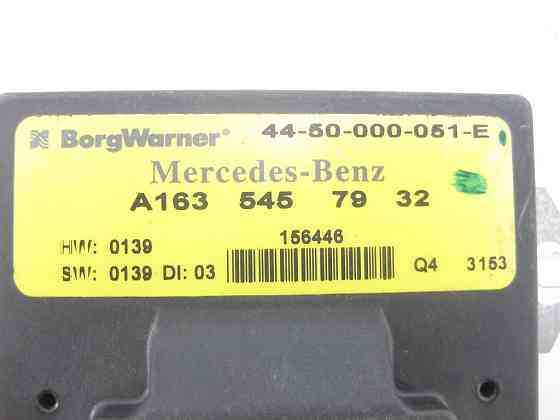 BorgWarner® 44-50-000-051-E
Mercedes-Benz
A163 545 79 32
HW: 0139 156446
SW: 0139 DI: 03 Q4 3153